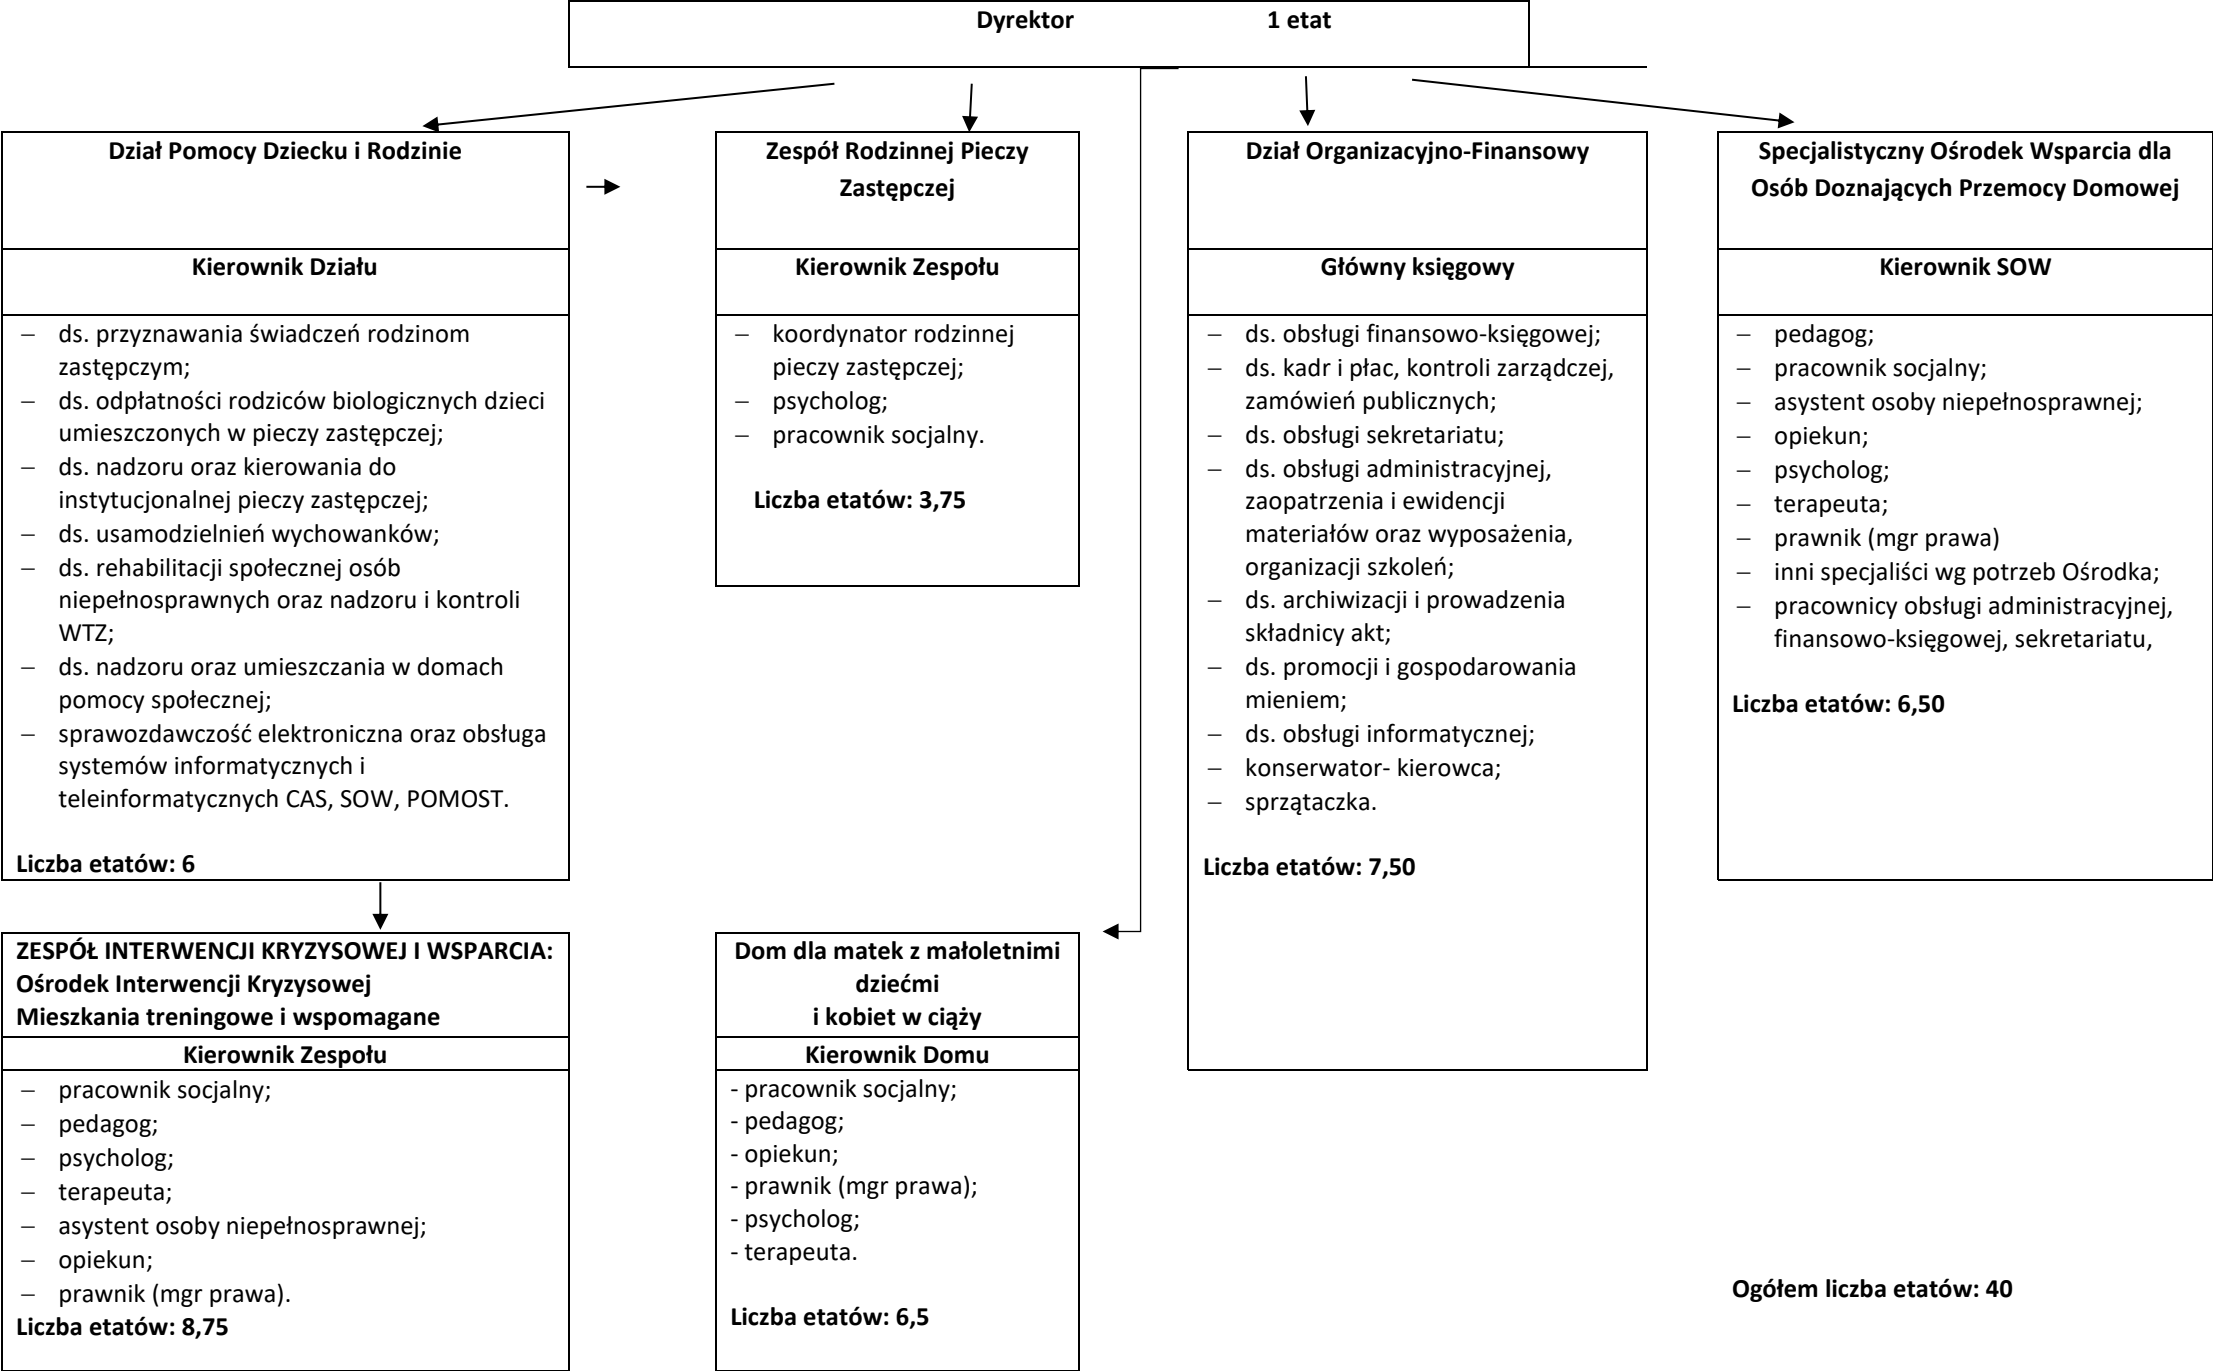 Dyrektor 1 etat
Dział Pomocy Dziecku i Rodzinie
Kierownik Działu
– ds. przyznawania świadczeń rodzinom
zastępczym;
– ds. odpłatności rodziców biologicznych dzieci
umieszczonych w pieczy zastępczej;
– ds. nadzoru oraz kierowania do
instytucjonalnej pieczy zastępczej;
– ds. usamodzielnień wychowanków;
– ds. rehabilitacji społecznej osób
niepełnosprawnych oraz nadzoru i kontroli
WTZ;
– ds. nadzoru oraz umieszczania w domach
pomocy społecznej;
– sprawozdawczość elektroniczna oraz obsługa
systemów informatycznych i
teleinformatycznych CAS, SOW, POMOST.
Liczba etatów: 6
Zespół Rodzinnej Pieczy
Zastępczej
Kierownik Zespołu
– koordynator rodzinnej
pieczy zastępczej;
– psycholog;
– pracownik socjalny.
Liczba etatów: 3,75
Dział Organizacyjno-Finansowy
Główny księgowy
– ds. obsługi finansowo-księgowej;
– ds. kadr i płac, kontroli zarządczej,
zamówień publicznych;
– ds. obsługi sekretariatu;
– ds. obsługi administracyjnej,
zaopatrzenia i ewidencji
materiałów oraz wyposażenia,
organizacji szkoleń;
– ds. archiwizacji i prowadzenia
składnicy akt;
– ds. promocji i gospodarowania
mieniem;
– ds. obsługi informatycznej;
– konserwator- kierowca;
– sprzątaczka.
Liczba etatów: 7,50
Specjalistyczny Ośrodek Wsparcia dla
Osób Doznających Przemocy Domowej
Kierownik SOW
– pedagog;
– pracownik socjalny;
– asystent osoby niepełnosprawnej;
– opiekun;
– psycholog;
– terapeuta;
– prawnik (mgr prawa)
– inni specjaliści wg potrzeb Ośrodka;
– pracownicy obsługi administracyjnej,
finansowo-księgowej, sekretariatu,
Liczba etatów: 6,50
ZESPÓŁ INTERWENCJI KRYZYSOWEJ I WSPARCIA:
Ośrodek Interwencji Kryzysowej
Mieszkania treningowe i wspomagane
Kierownik Zespołu
– pracownik socjalny;
– pedagog;
– psycholog;
– terapeuta;
– asystent osoby niepełnosprawnej;
– opiekun;
– prawnik (mgr prawa).
Liczba etatów: 8,75
Dom dla matek z małoletnimi
dziećmi
i kobiet w ciąży
Kierownik Domu
- pracownik socjalny;
- pedagog;
- opiekun;
- prawnik (mgr prawa);
- psycholog;
- terapeuta.
Liczba etatów: 6,5
Ogółem liczba etatów: 40